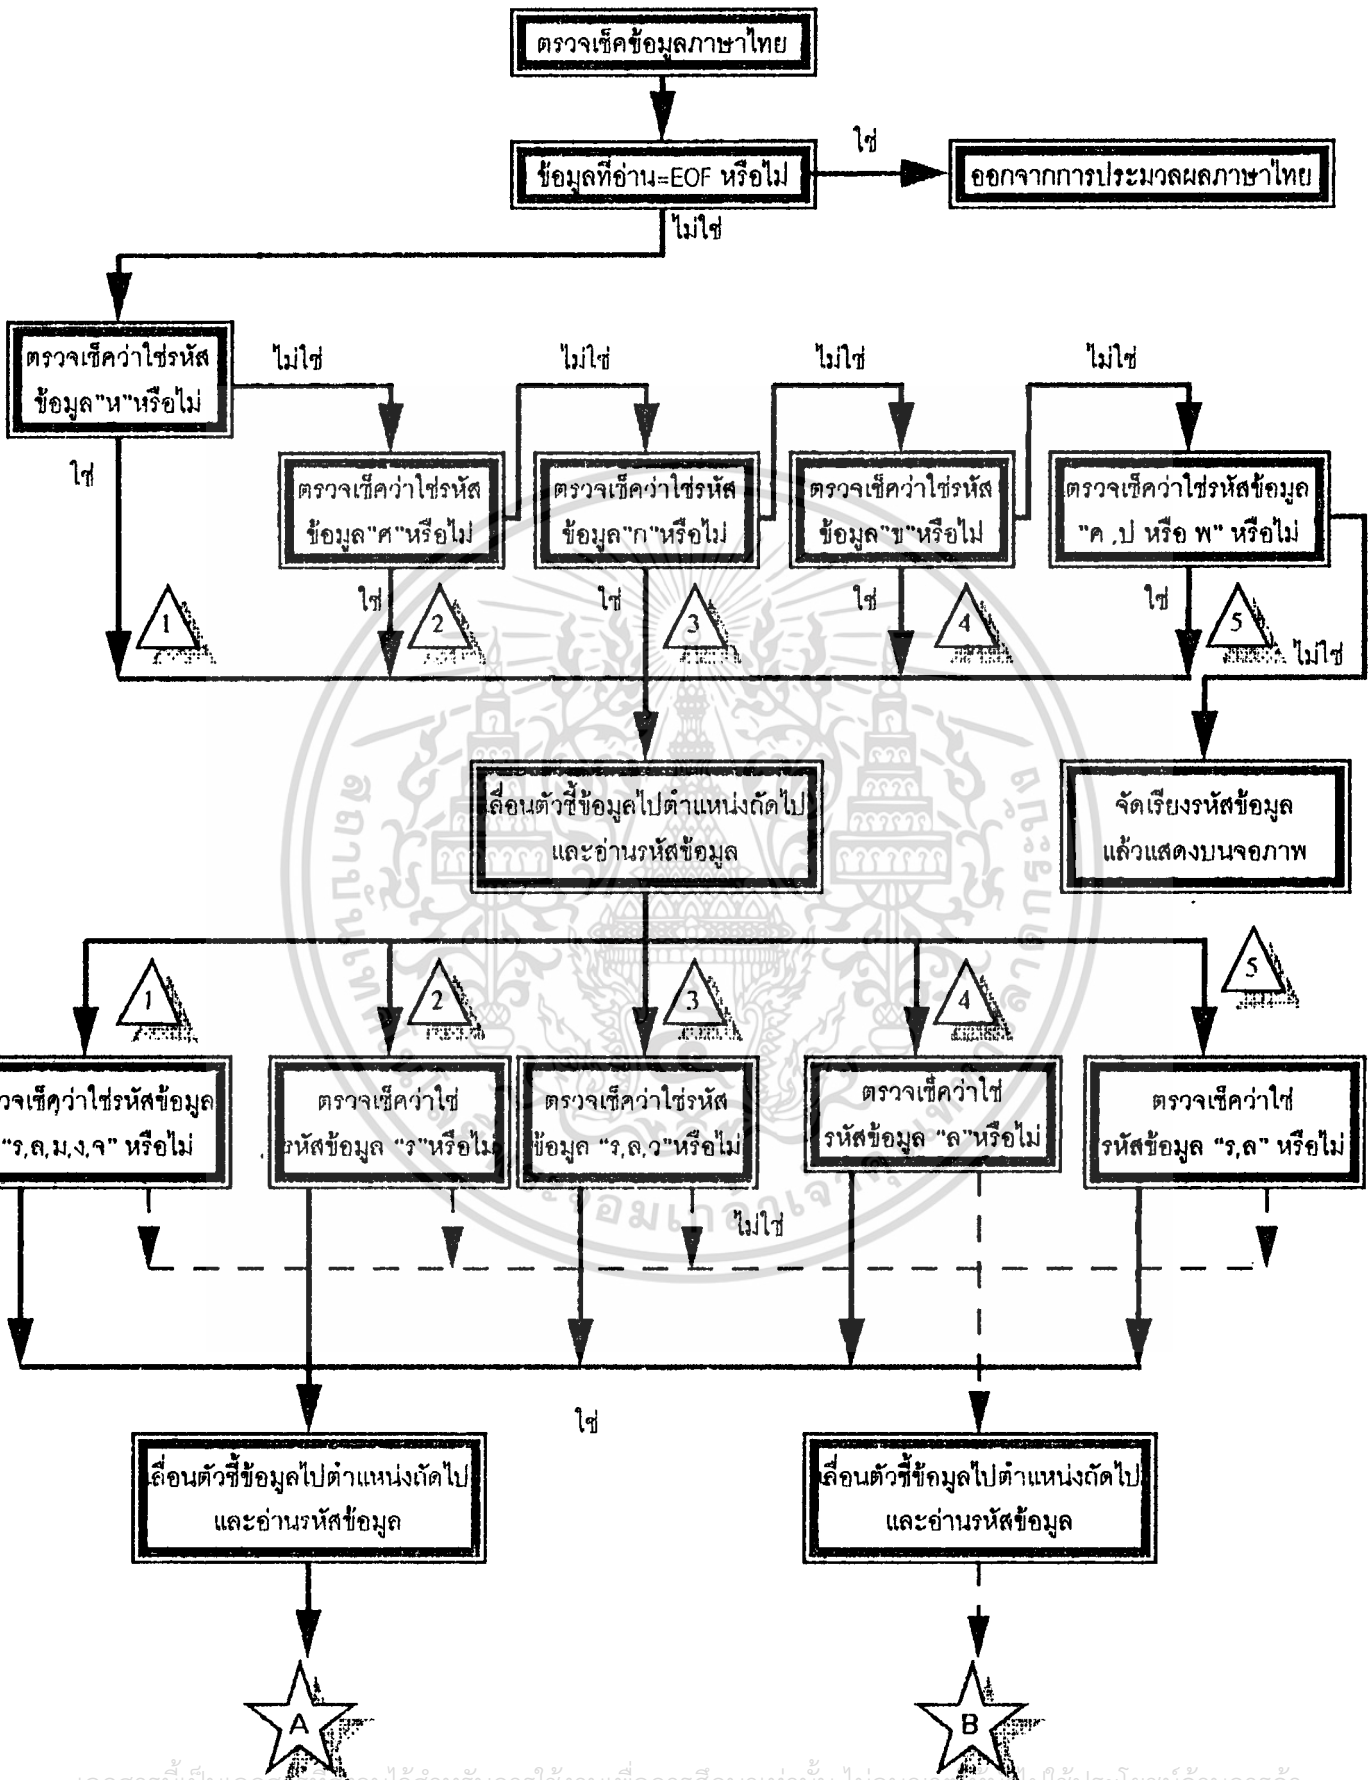 ตรวจเช็คข้อมูลภาษาไทย
ข้อมูลที่อ่าน=EOF หรือไม่
ใช่
ออกจากการประมวลผลภาษาไทย
ไม่ใช่
ตรวจเช็คว่าใช่รหัส
ข้อมูล"ห"หรือไม่
ไม่ใช่
ไม่ใช่
ไม่ใช่
ไม่ใช่
ใช่
ตรวจเช็คว่าใช่รหัส
ข้อมูล"ศ"หรือไม่
ตรวจเช็คว่าใช่รหัส
ข้อมูล"ก"หรือไม่
ตรวจเช็คว่าใช่รหัส
ข้อมูล"ข"หรือไม่
ตรวจเช็คว่าใช่รหัสข้อมูล
"ค ,ป หรือ พ" หรือไม่
ใช่
ใช่
ใช่
ใช่
1
2
3
4
5
ไม่ใช่
ลื่อนตัวชี้ข้อมูลไปตำแหน่งถัดไป
และอ่านรหัสข้อมูล
จัดเรียงรหัสข้อมูล
แล้วแสดงบนจอภาพ
1
2
3
4
5
วจเช็คว่าใช่รหัสข้อมูล
"ร,ล,ม,ง,จ" หรือไม่
ตรวจเช็คว่าใช่
รหัสข้อมูล "ร"หรือไม่
ตรวจเช็คว่าใช่รหัส
ข้อมูล "ร,ล,ว"หรือไม่
ตรวจเช็คว่าใช่
รหัสข้อมูล "ล"หรือไม่
ตรวจเช็คว่าใช่
รหัสข้อมูล "ร,ล" หรือไม่
ไม่ใช่
ใช่
ลื่อนตัวชี้ข้อมูลไปตำแหน่งถัดไป
และอ่านรหัสข้อมูล
ลื่อนตัวชี้ข้อมูลไปตำแหน่งถัดไป
และอ่านรหัสข้อมูล
A
B